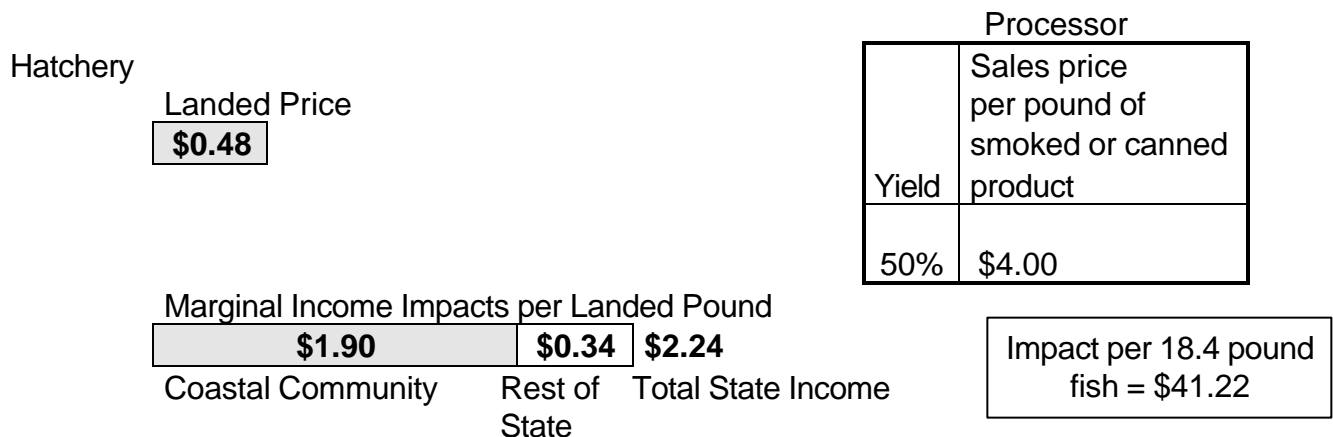 Processor
Hatchery
Landed Price
$0.48
Sales price
per pound of
smoked or canned
Yield product
50% $4.00
Marginal Income Impacts per Landed Pound
$1.90 $0.34 $2.24
Coastal Community Rest of Total State Income
State
Impact per 18.4 pound
fish = $41.22